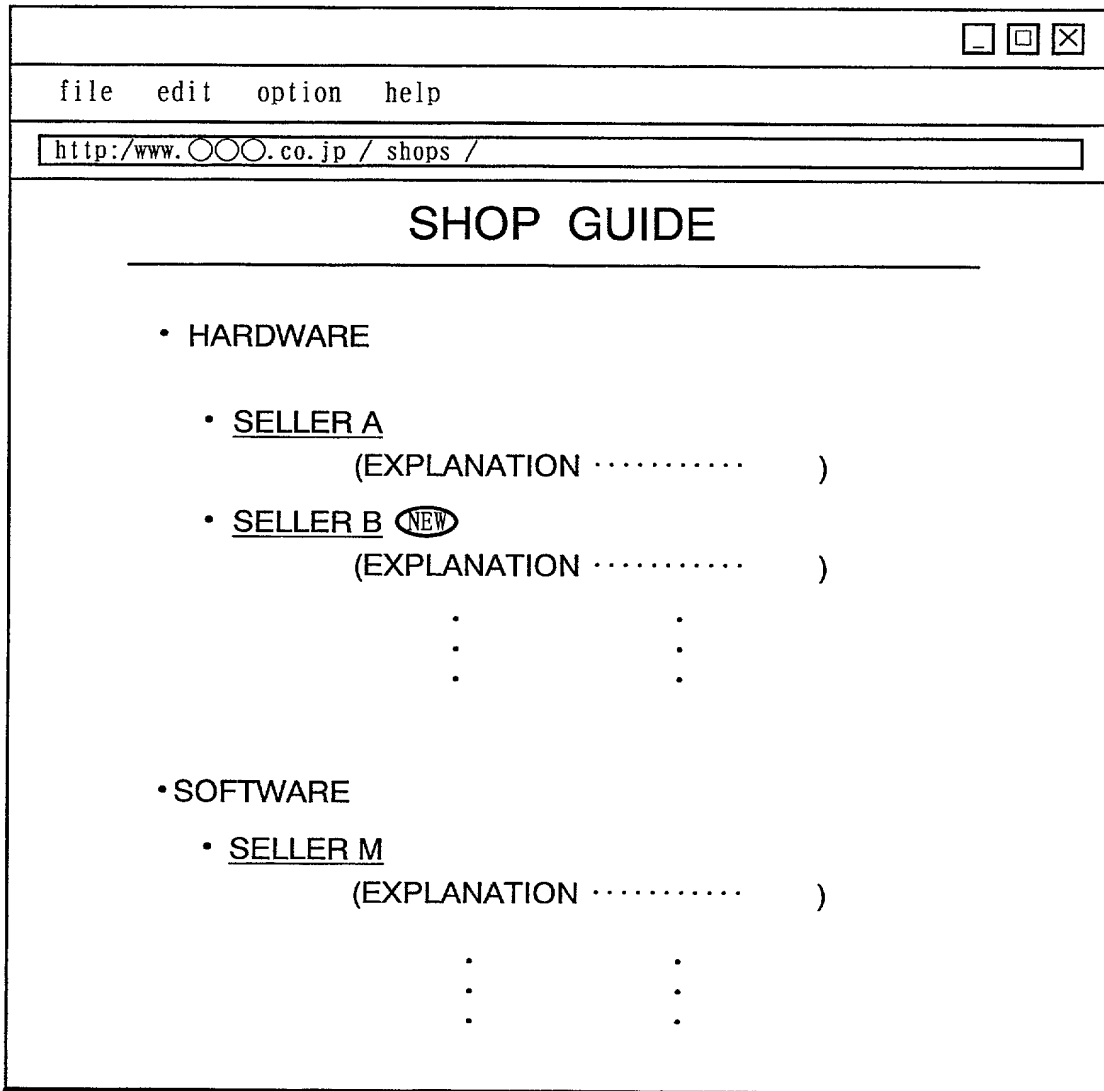 file edit option help
http:/www.○○○.co.jp / shops /
SHOP GUIDE
• HARDWARE
• SELLER A
(EXPLANATION ··········· )
• SELLER B NEW
(EXPLANATION ··········· )
•SOFTWARE
• SELLER M
(EXPLANATION ··········· )